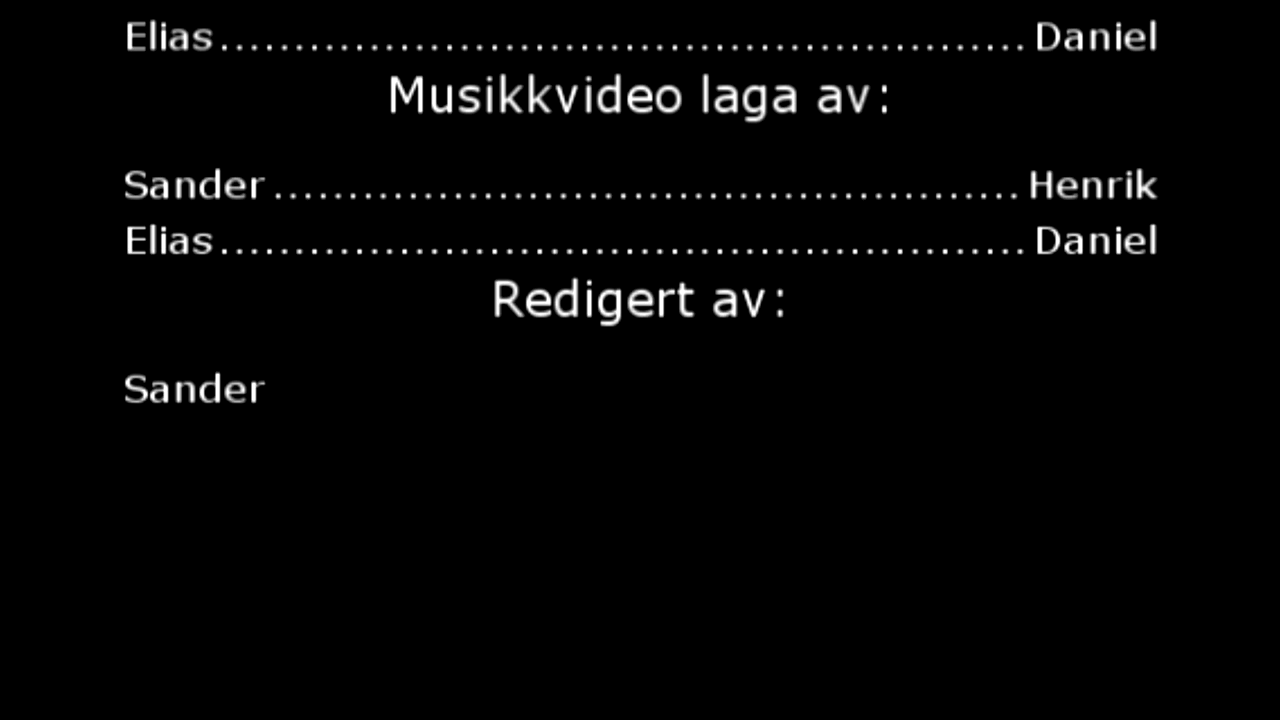 Elias......................................................Daniel
Musikkvideo laga av:
Sander..................................................Henrik
Elias......................................................Daniel
Redigert av:
Sander